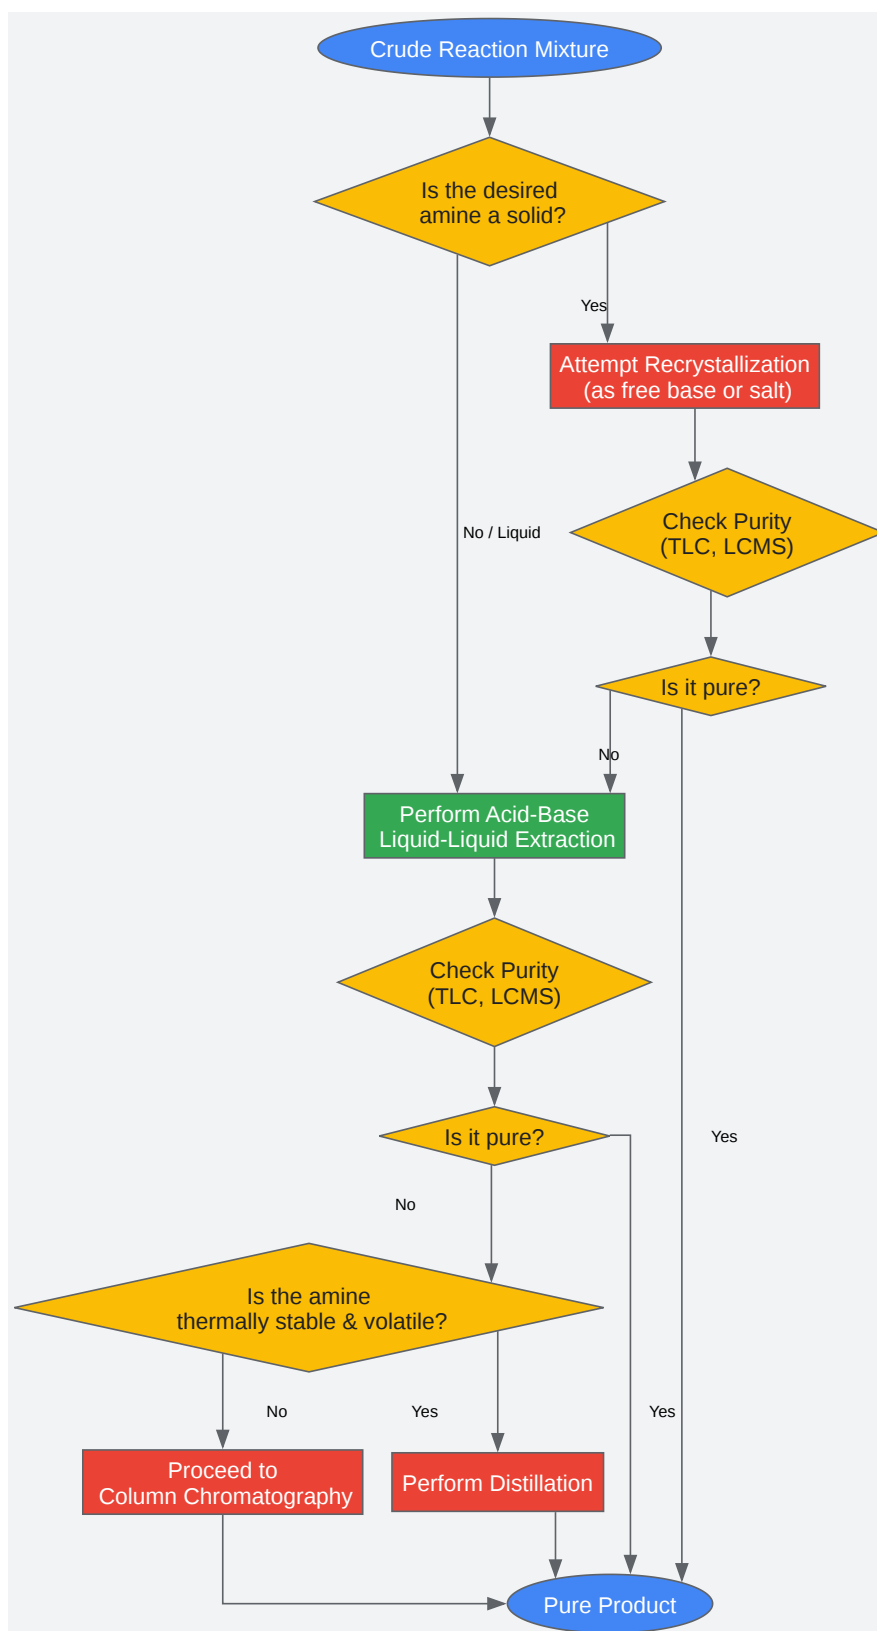 Crude Reaction Mixture
Is the desired
amine a solid?
Yes
Attempt Recrystallization
(as free base or salt)
No / Liquid
Check Purity
(TLC, LCMS)
Is it pure?
No
Perform Acid-Base
Liquid-Liquid Extraction
Check Purity
(TLC, LCMS)
Is it pure?
Yes
No
Is the amine
thermally stable & volatile?
No
Yes
Yes
Proceed to
Column Chromatography
Perform Distillation
Pure Product